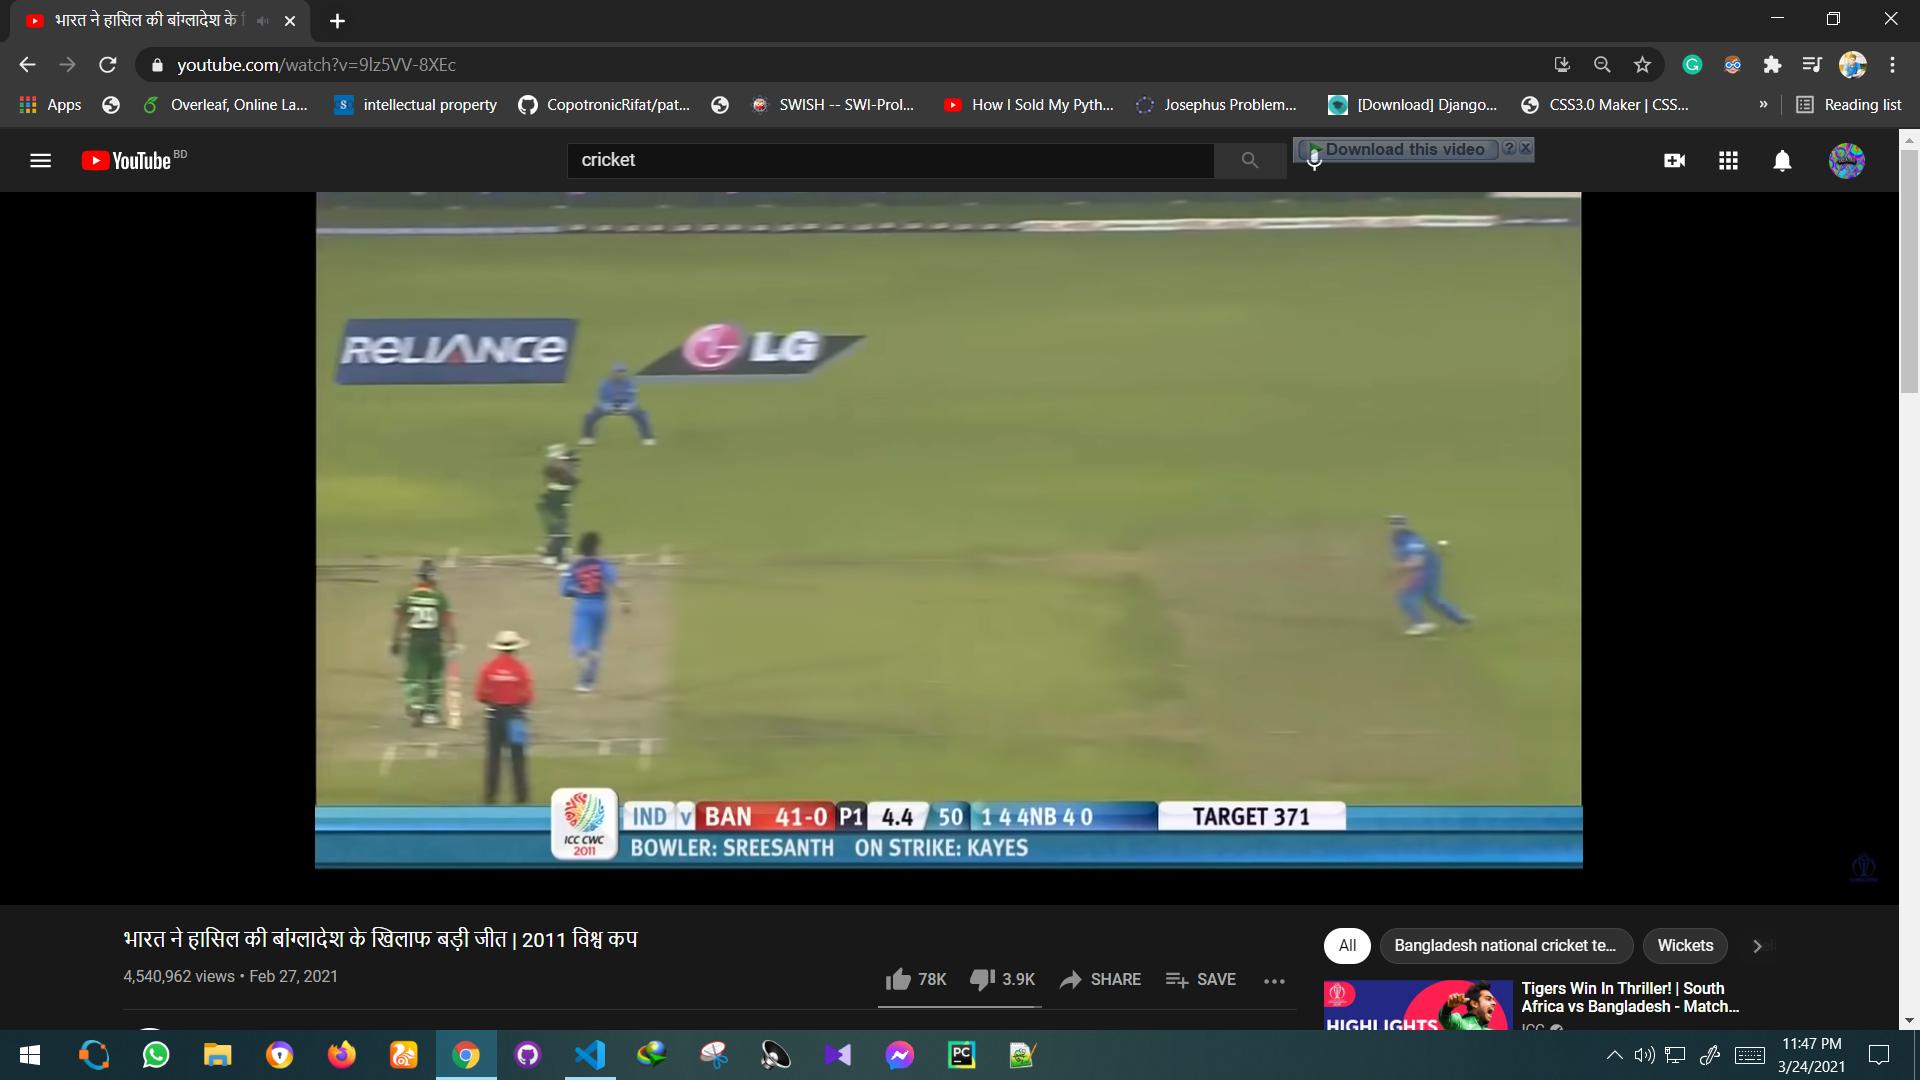 भारत ने हासिल की बांग्लादेश के
youtube.com/watch?v=9lz5VV-8XEc
Apps
Overleaf, Online La...
intellectual property
CopotronicRifat/pat...
SWISH -- SWI-Prol...
How I Sold My Pyth...
Josephus Problem...
[Download] Django...
CSS3.0 Maker | CSS...
»
Reading list
YouTube BD
cricket
Download this video
RELIANCE
LG
29
IND v BAN 41-0 P1 4.4 50 1 4 4NB 4 0 TARGET 371
ICC CWC
2011
BOWLER: SREESANTH ON STRIKE: KAYES
भारत ने हासिल की बांग्लादेश के खिलाफ बड़ी जीत | 2011 विश्व कप
4,540,962 views • Feb 27, 2021
78K
3.9K
SHARE
SAVE
All
Bangladesh national cricket te...
Wickets
Tigers Win In Thriller! | South
Africa vs Bangladesh - Match...
HIGHLIGHTS
ICC
PC
11:47 PM
3/24/2021